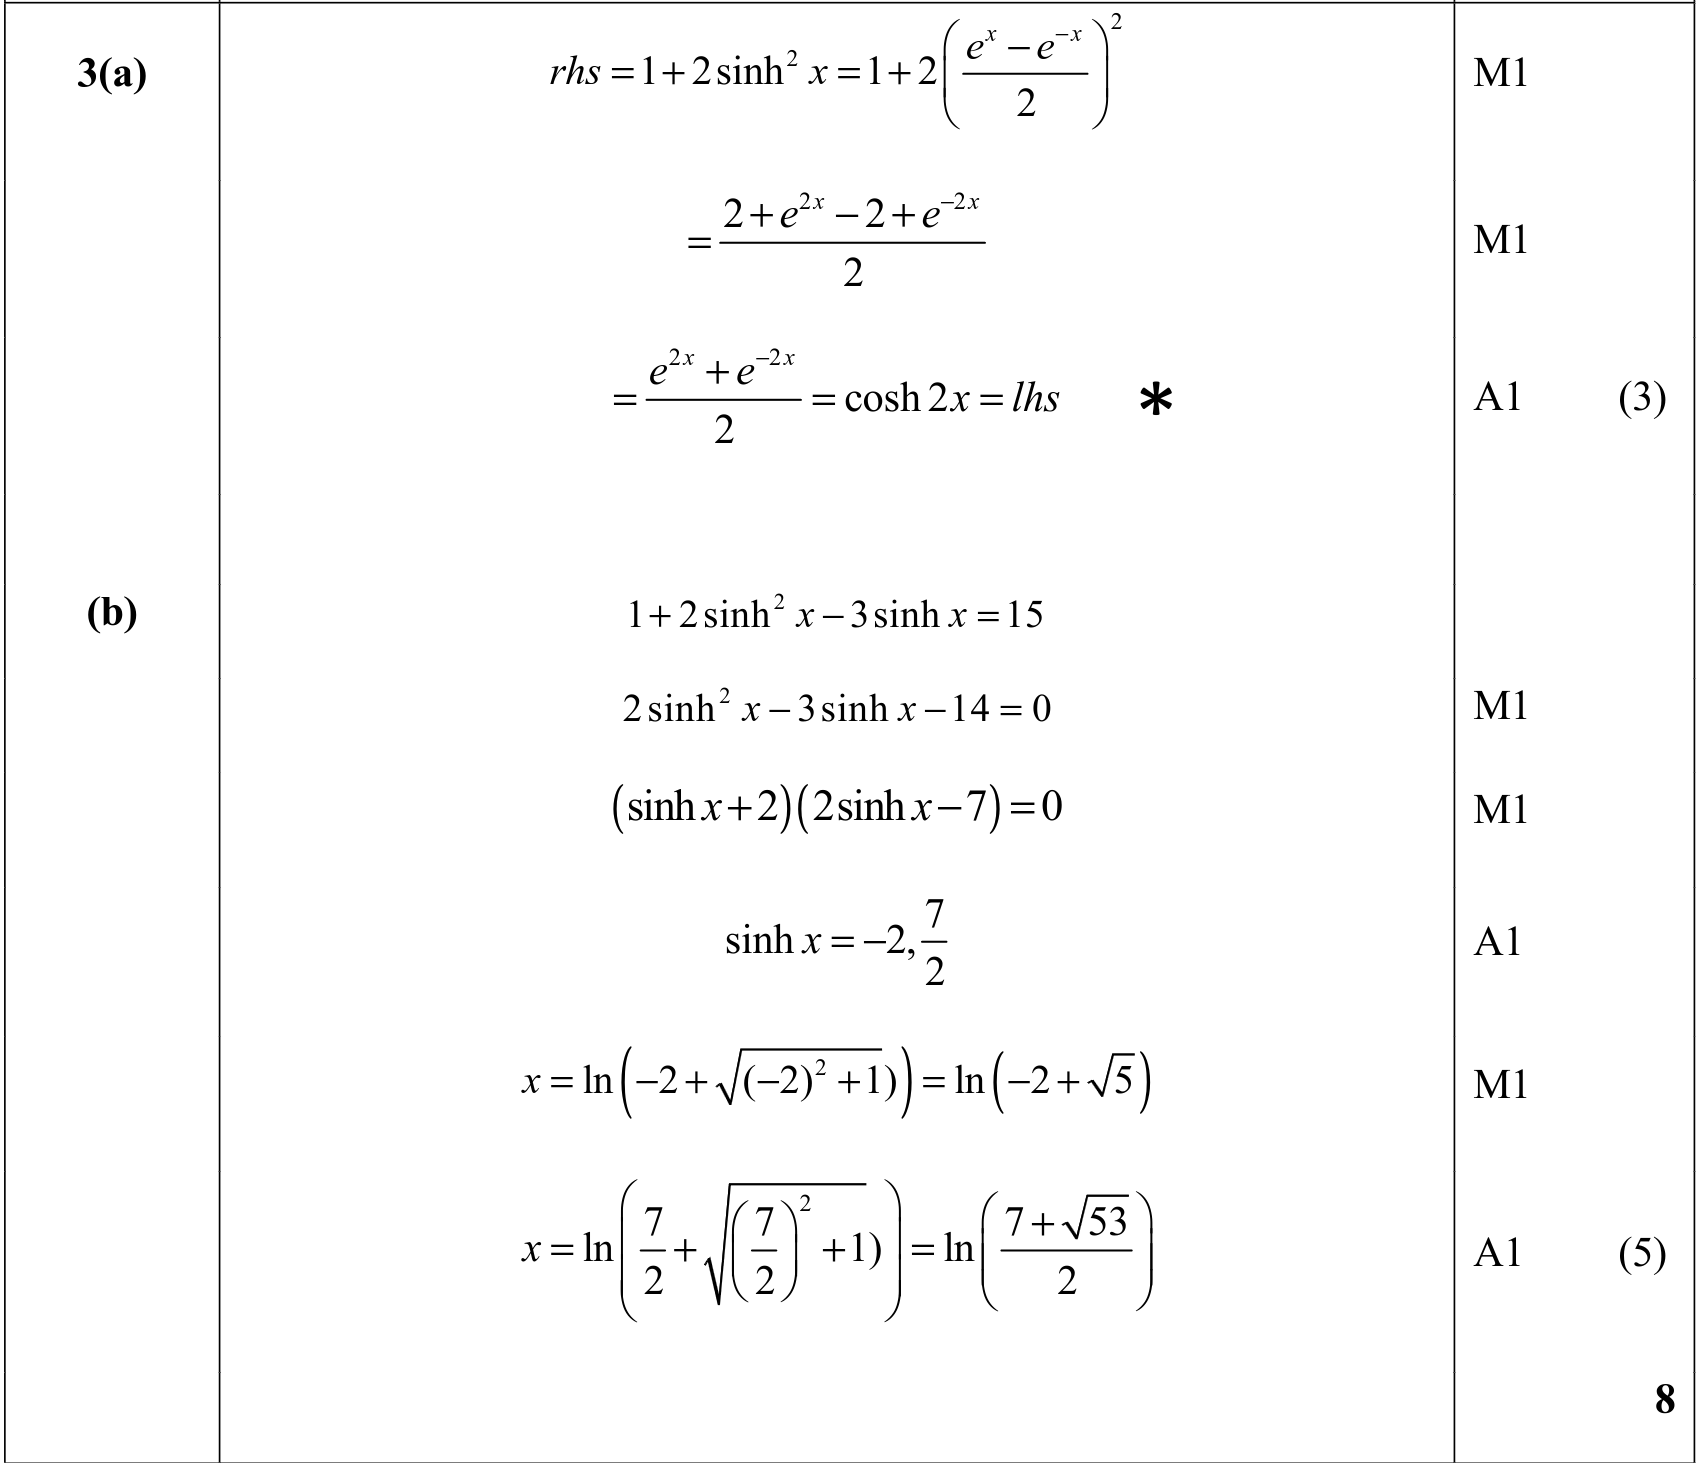 3(a) rhs = 1 + 2 sinh² x = 1 + 2((eˣ − e⁻ˣ)/2)² M1
= (2 + e²ˣ − 2 + e⁻²ˣ)/2 M1
= (e²ˣ + e⁻²ˣ)/2 = cosh 2x = lhs * A1 (3)
(b) 1 + 2 sinh² x − 3 sinh x = 15
2 sinh² x − 3 sinh x − 14 = 0 M1
(sinh x + 2)(2 sinh x − 7) = 0 M1
sinh x = −2, 7/2 A1
x = ln(−2 + √((−2)² + 1)) = ln(−2 + √5) M1
x = ln(7/2 + √((7/2)² + 1)) = ln((7 + √53)/2) A1 (5)
8